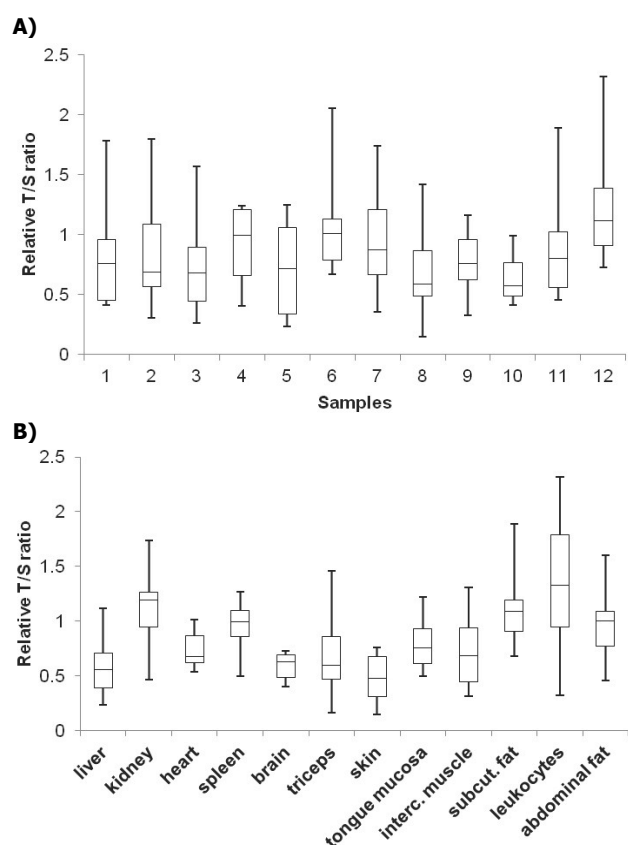 A)
2.5
2
1.5
1
0.5
0
Relative T/S ratio
1 2 3 4 5 6 7 8 9 10 11 12
Samples
B)
2.5
2
1.5
1
0.5
0
Relative T/S ratio
liver
kidney
heart
spleen
brain
triceps
skin
tongue mucosa
interc. muscle
subcut. fat
leukocytes
abdominal fat